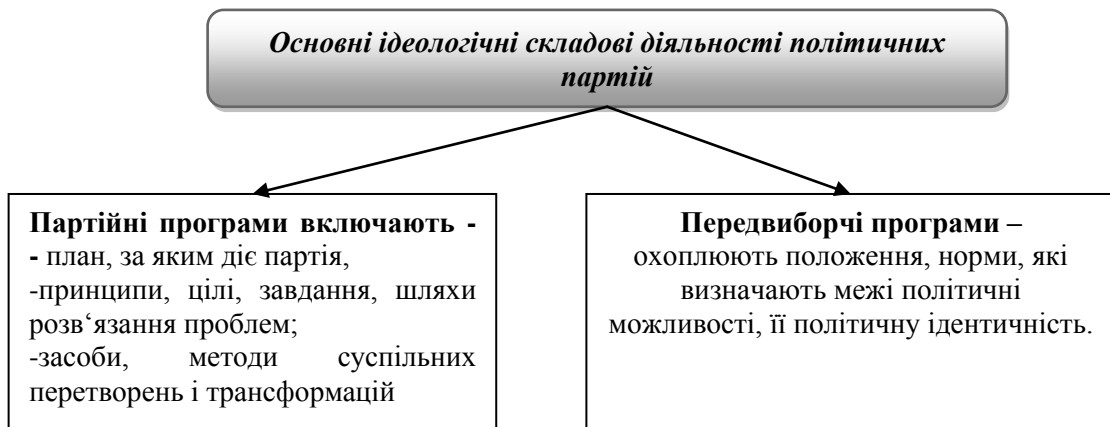 Основні ідеологічні складові діяльності політичних
партій
Партійні програми включають -
- план, за яким діє партія,
-принципи, цілі, завдання, шляхи
розв‘язання проблем;
-засоби, методи суспільних
перетворень і трансформацій
Передвиборчі програми –
охоплюють положення, норми, які
визначають межі політичні
можливості, її політичну ідентичність.